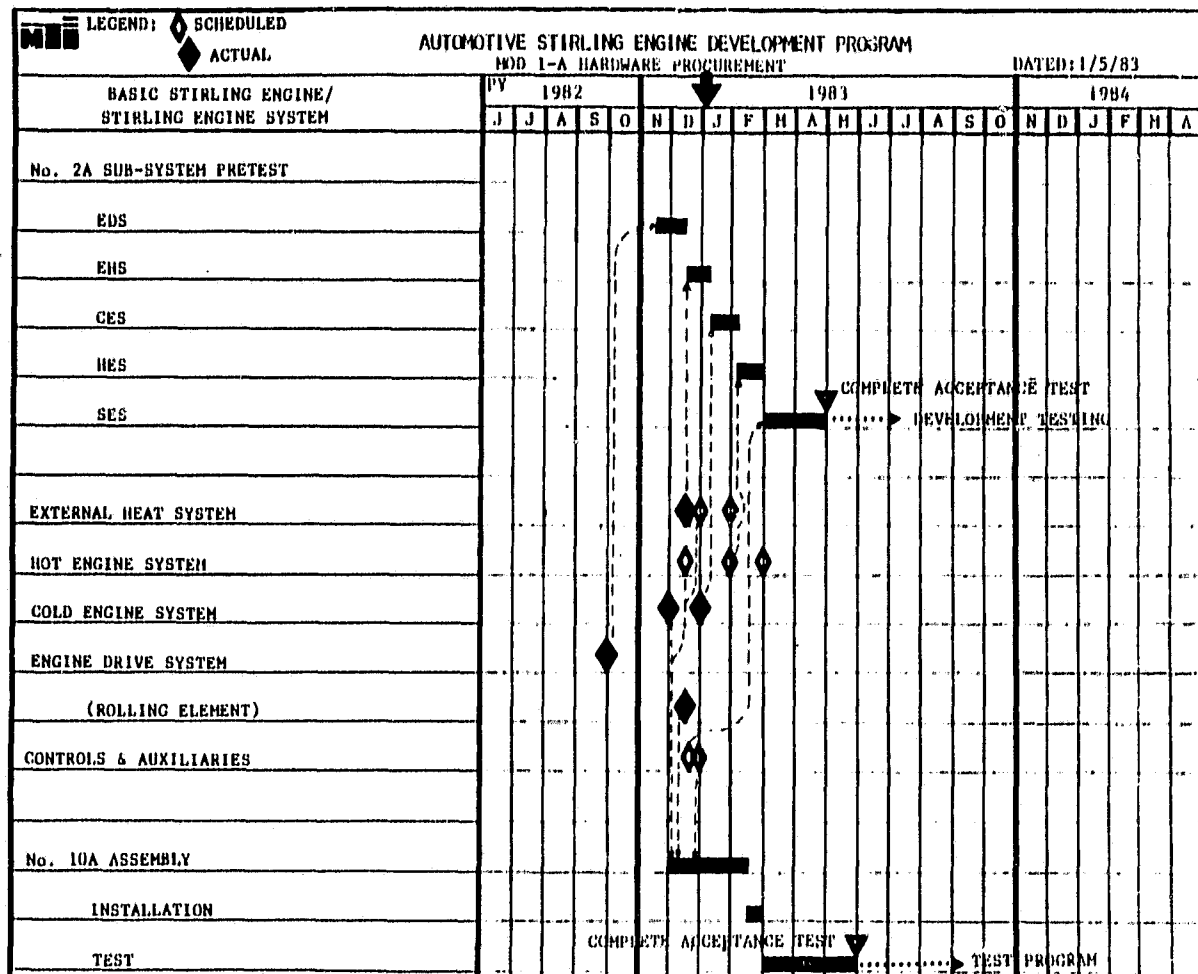 MTI LEGEND: SCHEDULED
ACTUAL
AUTOMOTIVE STIRLING ENGINE DEVELOPMENT PROGRAM
MOD 1-A HARDWARE PROCUREMENT
DATED:1/5/83
BASIC STIRLING ENGINE/
STIRLING ENGINE SYSTEM
PY 1982 1983 1984
J J A S O N D J F M A M J J A S O N D J F M A
No. 2A SUB-SYSTEM PRETEST
EDS
EHS
CES
HES
COMPLETE ACCEPTANCE TEST
SES
DEVELOPMENT TESTING
EXTERNAL HEAT SYSTEM
HOT ENGINE SYSTEM
COLD ENGINE SYSTEM
ENGINE DRIVE SYSTEM
(ROLLING ELEMENT)
CONTROLS & AUXILIARIES
No. 10A ASSEMBLY
INSTALLATION
COMPLETE ACCEPTANCE TEST
TEST
TEST PROGRAM